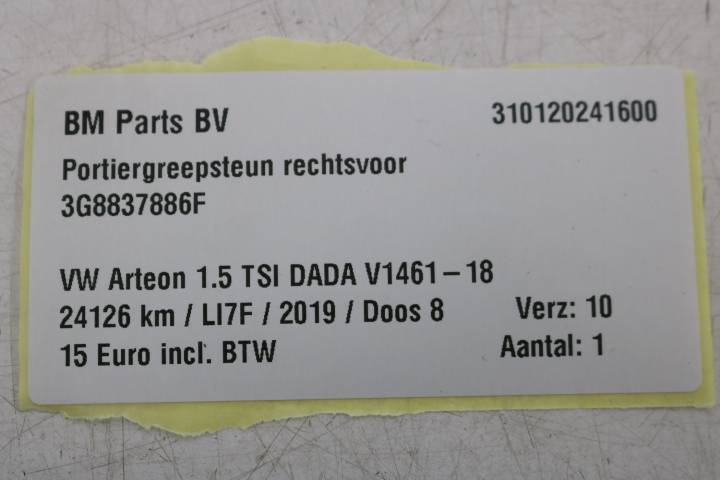 BM Parts BV 310120241600
Portiergreepsteun rechtsvoor
3G8837886F
VW Arteon 1.5 TSI DADA V1461-18
24126 km / LI7F / 2019 / Doos 8 Verz: 10
15 Euro incl. BTW Aantal: 1